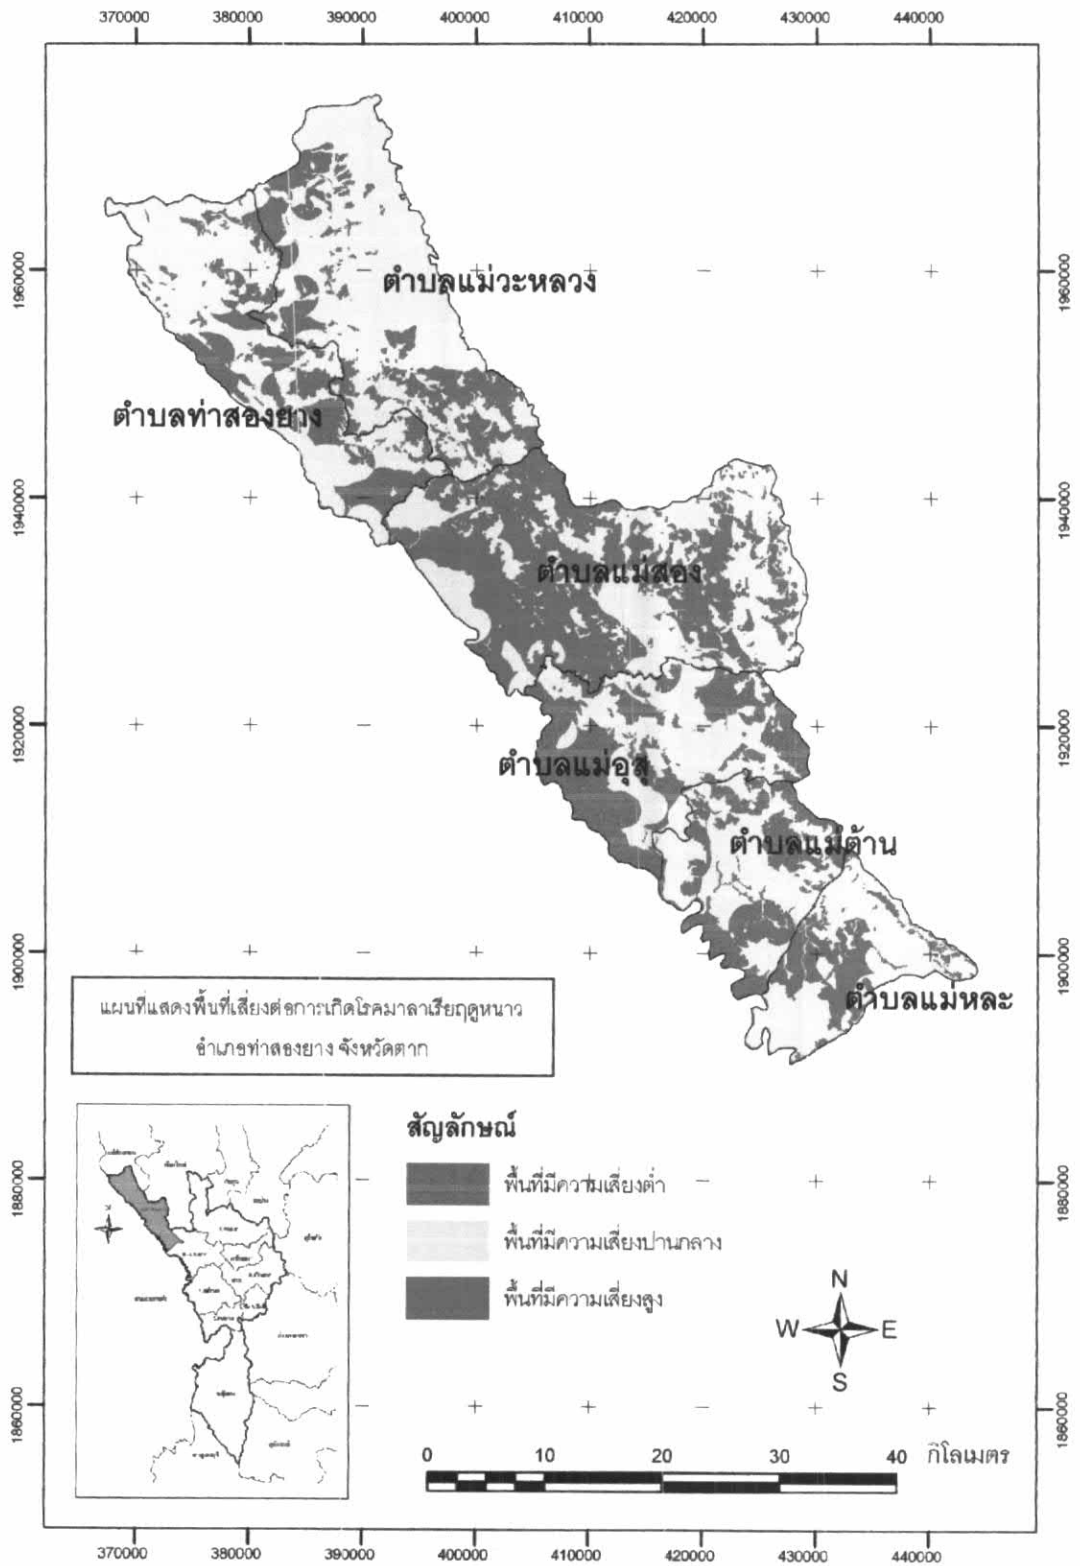 370000 380000 390000 400000 410000 420000 430000 440000
1960000 1960000
ตำบลแม่วะหลวง
ตำบลท่าสองยาง
1940000 1940000
ตำบลแม่สอง
1920000 1920000
ตำบลแม่อุสุ
ตำบลแม่ต้าน
1900000 1900000
ตำบลแม่หละ
แผนที่แสดงพื้นที่เสี่ยงต่อการเกิดโรคมาลาเรียฤดูหนาว
อำเภอท่าสองยาง จังหวัดตาก
สัญลักษณ์
พื้นที่มีความเสี่ยงต่ำ
พื้นที่มีความเสี่ยงปานกลาง
พื้นที่มีความเสี่ยงสูง
1880000 1880000
N
W E
S
1860000 1860000
0 10 20 30 40 กิโลเมตร
370000 380000 390000 400000 410000 420000 430000 440000